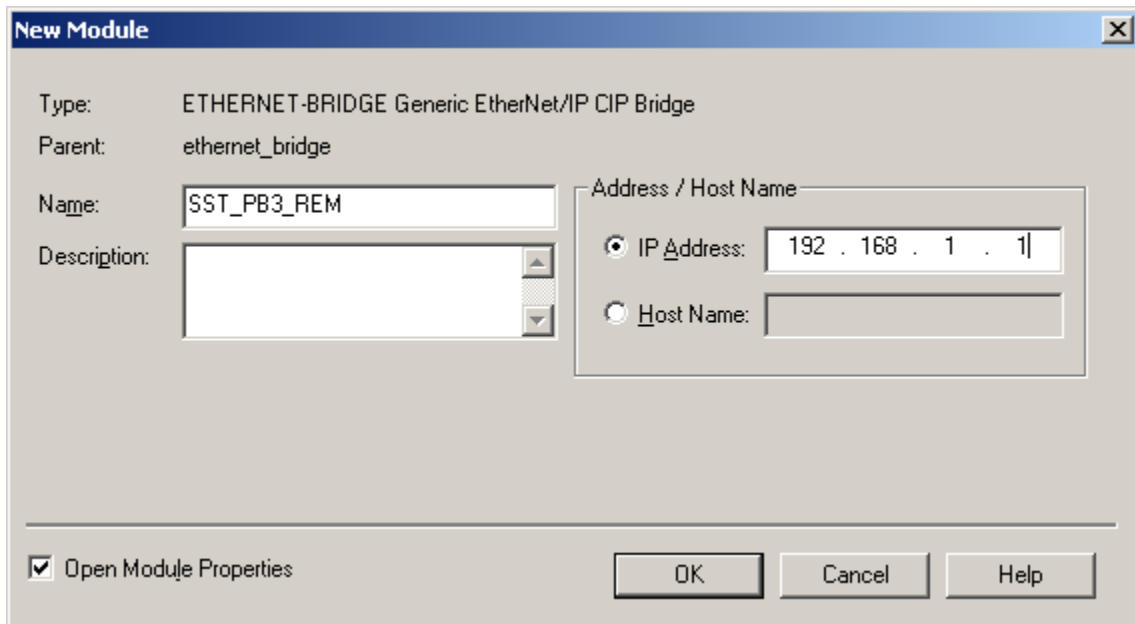 New Module
Type: ETHERNET-BRIDGE Generic EtherNet/IP CIP Bridge
Parent: ethernet_bridge
Name: SST_PB3_REM
Address / Host Name
Description:
IP Address: 192 . 168 . 1 . 1
Host Name:
Open Module Properties
OK Cancel Help